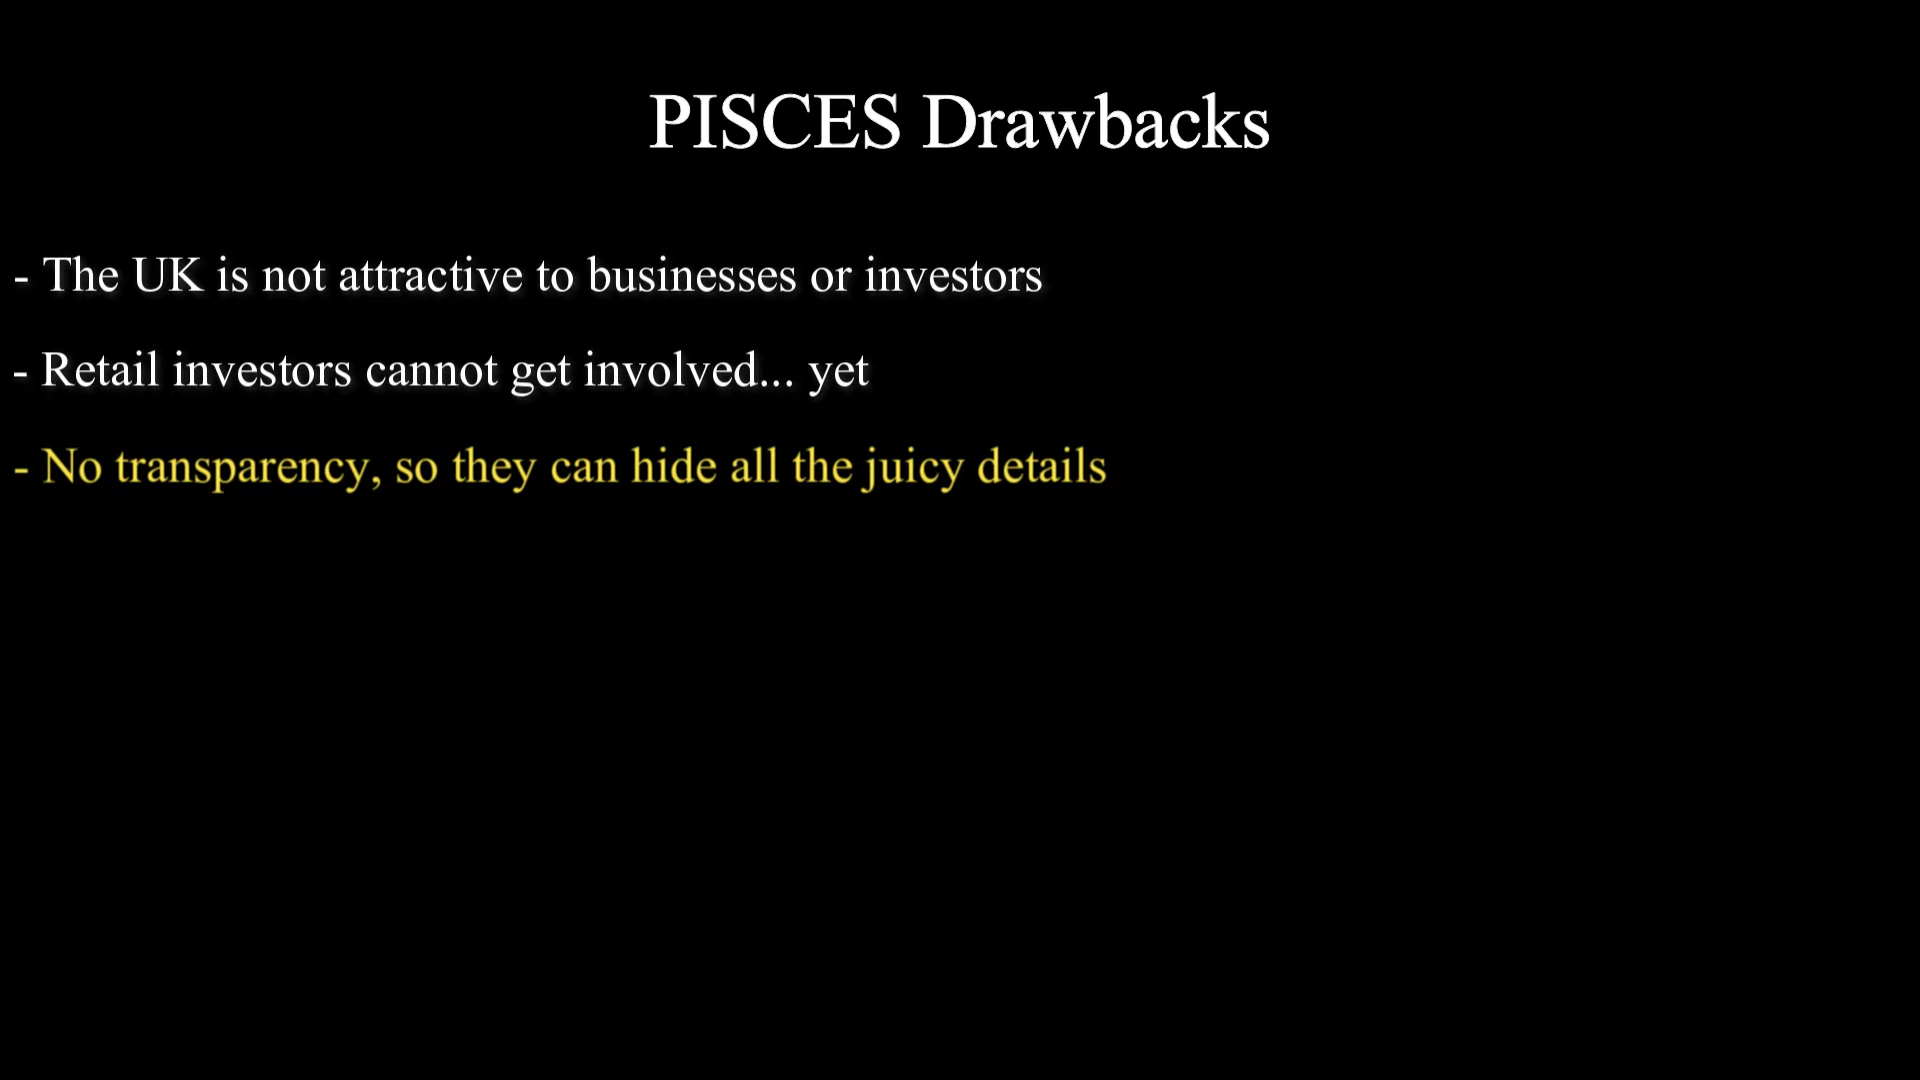 PISCES Drawbacks
- The UK is not attractive to businesses or investors
- Retail investors cannot get involved... yet
- No transparency, so they can hide all the juicy details